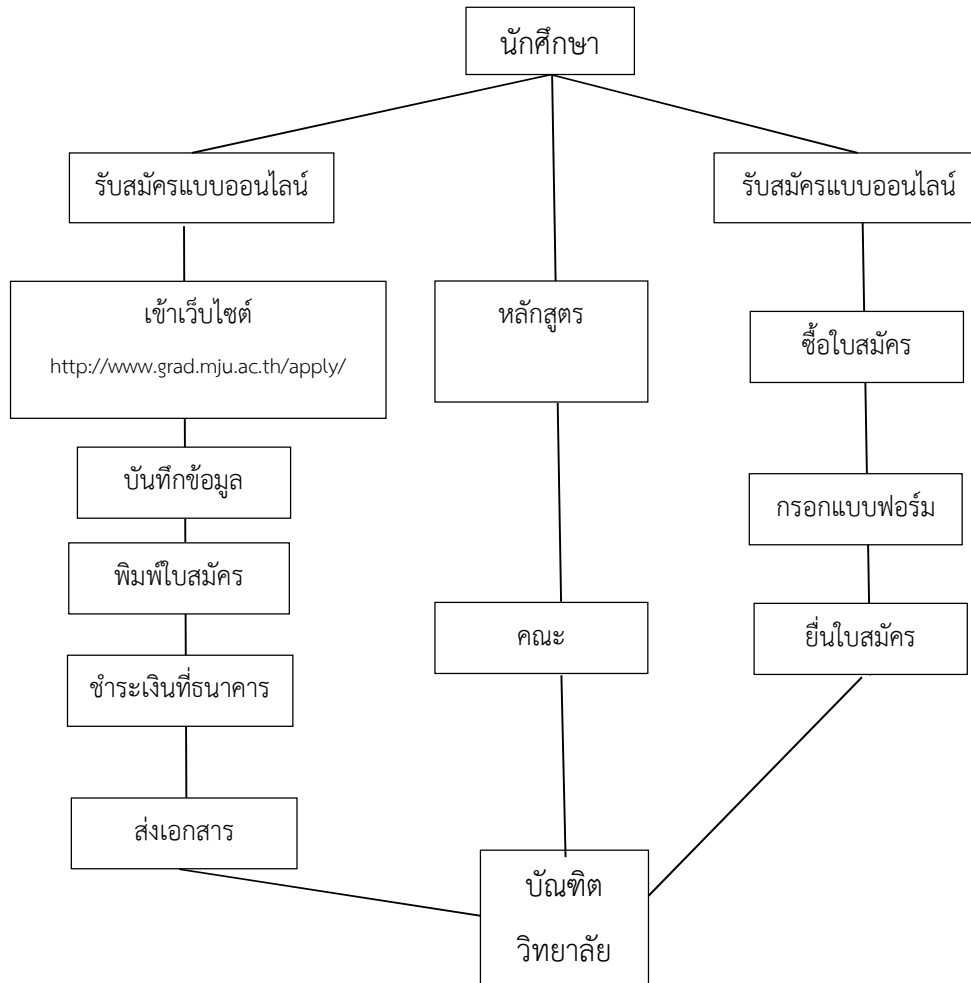 นักศึกษา
รับสมัครแบบออนไลน์
รับสมัครแบบออนไลน์
เข้าเว็บไซต์
http://www.grad.mju.ac.th/apply/
หลักสูตร
ซื้อใบสมัคร
บันทึกข้อมูล
กรอกแบบฟอร์ม
พิมพ์ใบสมัคร
คณะ
ยื่นใบสมัคร
ชำระเงินที่ธนาคาร
ส่งเอกสาร
บัณฑิต
วิทยาลัย